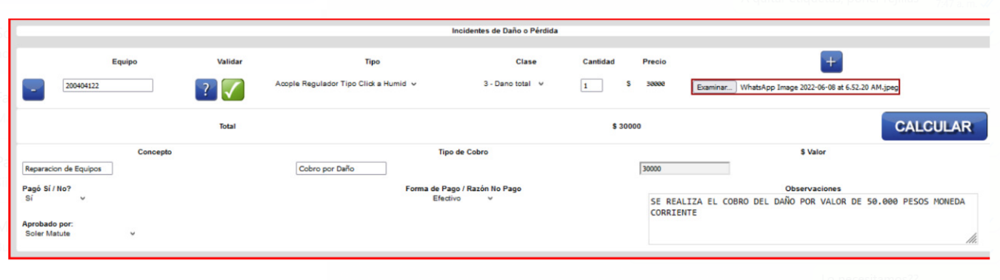 Incidentes de Daño o Pérdida
Equipo Validar Tipo Clase Cantidad Precio +
- 200404122 ? Acople Regulador Tipo Click a Humid 3 - Dano total 1 $ 30000 Examinar... WhatsApp Image 2022-06-08 at 6.52.20 AM.jpeg
Total $ 30000 CALCULAR
Concepto Tipo de Cobro $ Valor
Reparacion de Equipos Cobro por Daño 30000
Pagó Sí / No? Forma de Pago / Razón No Pago Observaciones
Sí Efectivo SE REALIZA EL COBRO DEL DAÑO POR VALOR DE 50.000 PESOS MONEDA
CORRIENTE
Aprobado por:
Soler Matute